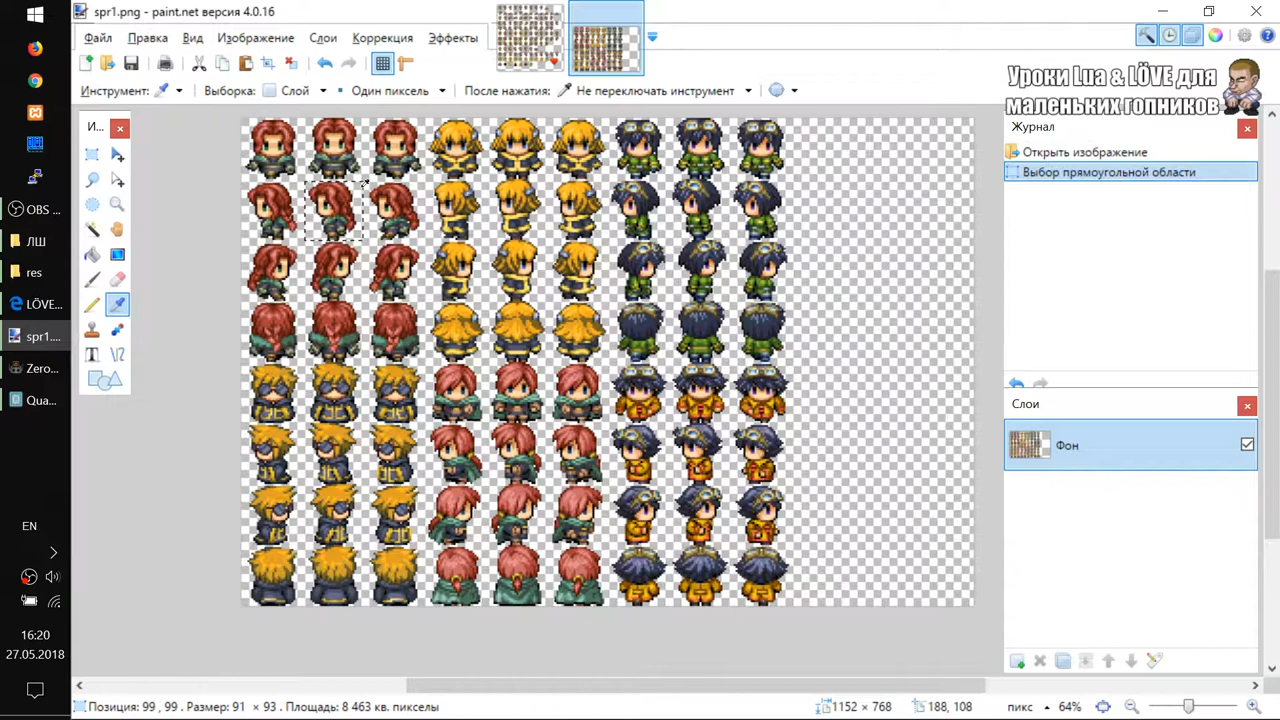 spr1.png - paint.net версия 4.0.16
Файл Правка Вид Изображение Слои Коррекция Эффекты
Инструмент: Выборка: Слой Один пиксель После нажатия: Не переключать инструмент
Уроки Lua & LÖVE для
маленьких гопников
И...
Журнал
Открыть изображение
Выбор прямоугольной области
Слои
Фон
OBS ...
ЛШ
res
LÖVE...
spr1....
Zero...
Qua...
EN
16:20
27.05.2018
Позиция: 99 , 99. Размер: 91 × 93. Площадь: 8 463 кв. пикселы
1152 × 768
188, 108
пикс
64%